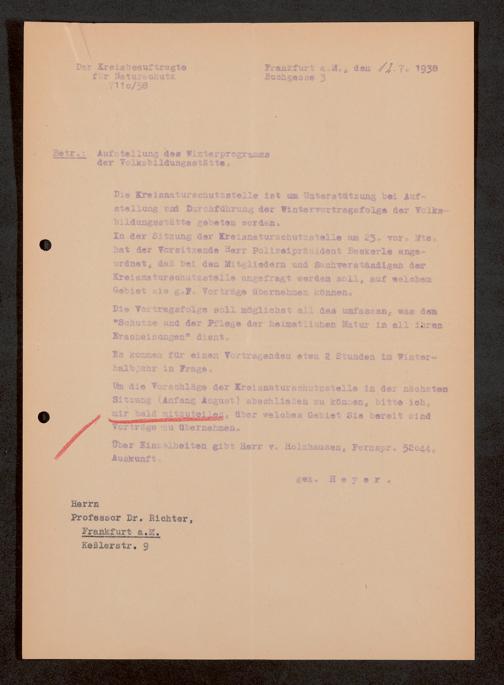 Der Kreisbeauftragte
für Naturschutz
711c/38
Frankfurt a.M., den 12.7. 1938
Buchgasse 3
Betr.: Aufstellung des Winterprogramms
der Volksbildungsstätte.
Die Kreisnaturschutzstelle ist um Unterstützung bei Auf-
stellung und Durchführung der Wintervortragsfolge der Volks-
bildungsstätte gebeten worden.
In der Sitzung der Kreisnaturschutzstelle am 23. vor. Mts.
hat der Vorsitzende Herr Polizeipräsident Beckerle ange-
ordnet, daß bei den Mitgliedern und Sachverständigen der
Kreisnaturschutzstelle angefragt werden soll, auf welchem
Gebiet sie g.F. Vorträge übernehmen können.
Die Vortragsfolge soll möglichst all das umfassen, was dem
"Schutze und der Pflege der heimatlichen Natur in all ihren
Erscheinungen" dient.
Es kommen für einen Vortragenden etwa 2 Stunden im Winter-
halbjahr in Frage.
Um die Vorschläge der Kreisnaturschutzstelle in der nächsten
Sitzung (Anfang August) abschließen zu können, bitte ich,
mir bald mitzuteilen, über welches Gebiet Sie bereit sind
Vorträge zu übernehmen.
Über Einzelheiten gibt Herr v. Holzhausen, Fernspr. 52044,
Auskunft.
gez. Heyer.
Herrn
Professor Dr. Richter,
Frankfurt a.M.
Keßlerstr. 9